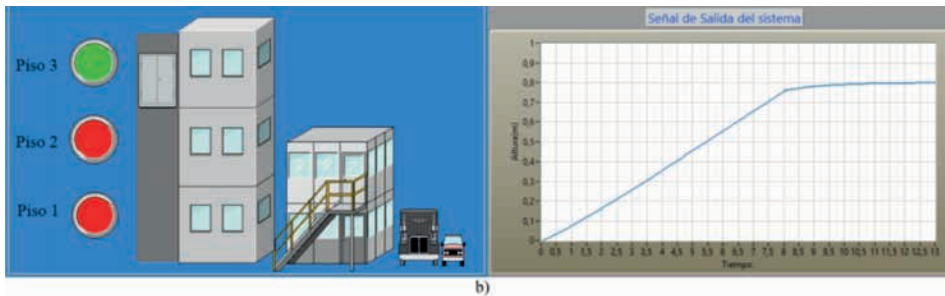 Piso 3
Piso 2
Piso 1
Señal de Salida del sistema
Altura(m)
1
0,9
0,8
0,7
0,6
0,5
0,4
0,3
0,2
0,1
0
0 0,5 1 1,5 2 2,5 3 3,5 4 4,5 5 5,5 6 6,5 7 7,5 8 8,5 9 9,5 10 10,5 11 11,5 12 12,5 13
Tiempo
b)